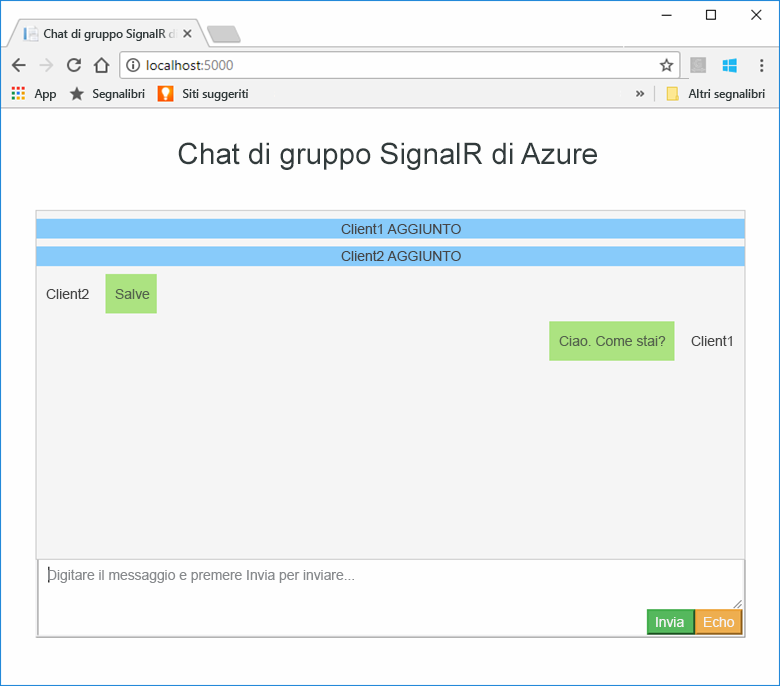 Chat di gruppo SignalR di
localhost:5000
App Segnalibri Siti suggeriti » Altri segnalibri
Chat di gruppo SignalR di Azure
Client1 AGGIUNTO
Client2 AGGIUNTO
Client2 Salve
Ciao. Come stai? Client1
Digitare il messaggio e premere Invia per inviare...
Invia Echo